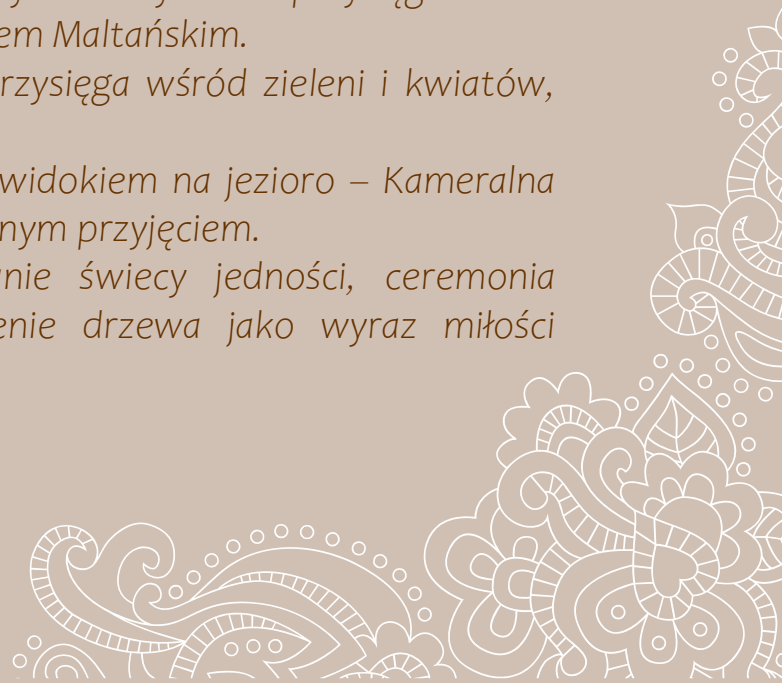 em Maltańskim.
rzysięga wśród zieleni i kwiatów,
widokiem na jezioro – Kameralna
nym przyjęciem.
nie świecy jedności, ceremonia
enie drzewa jako wyraz miłości